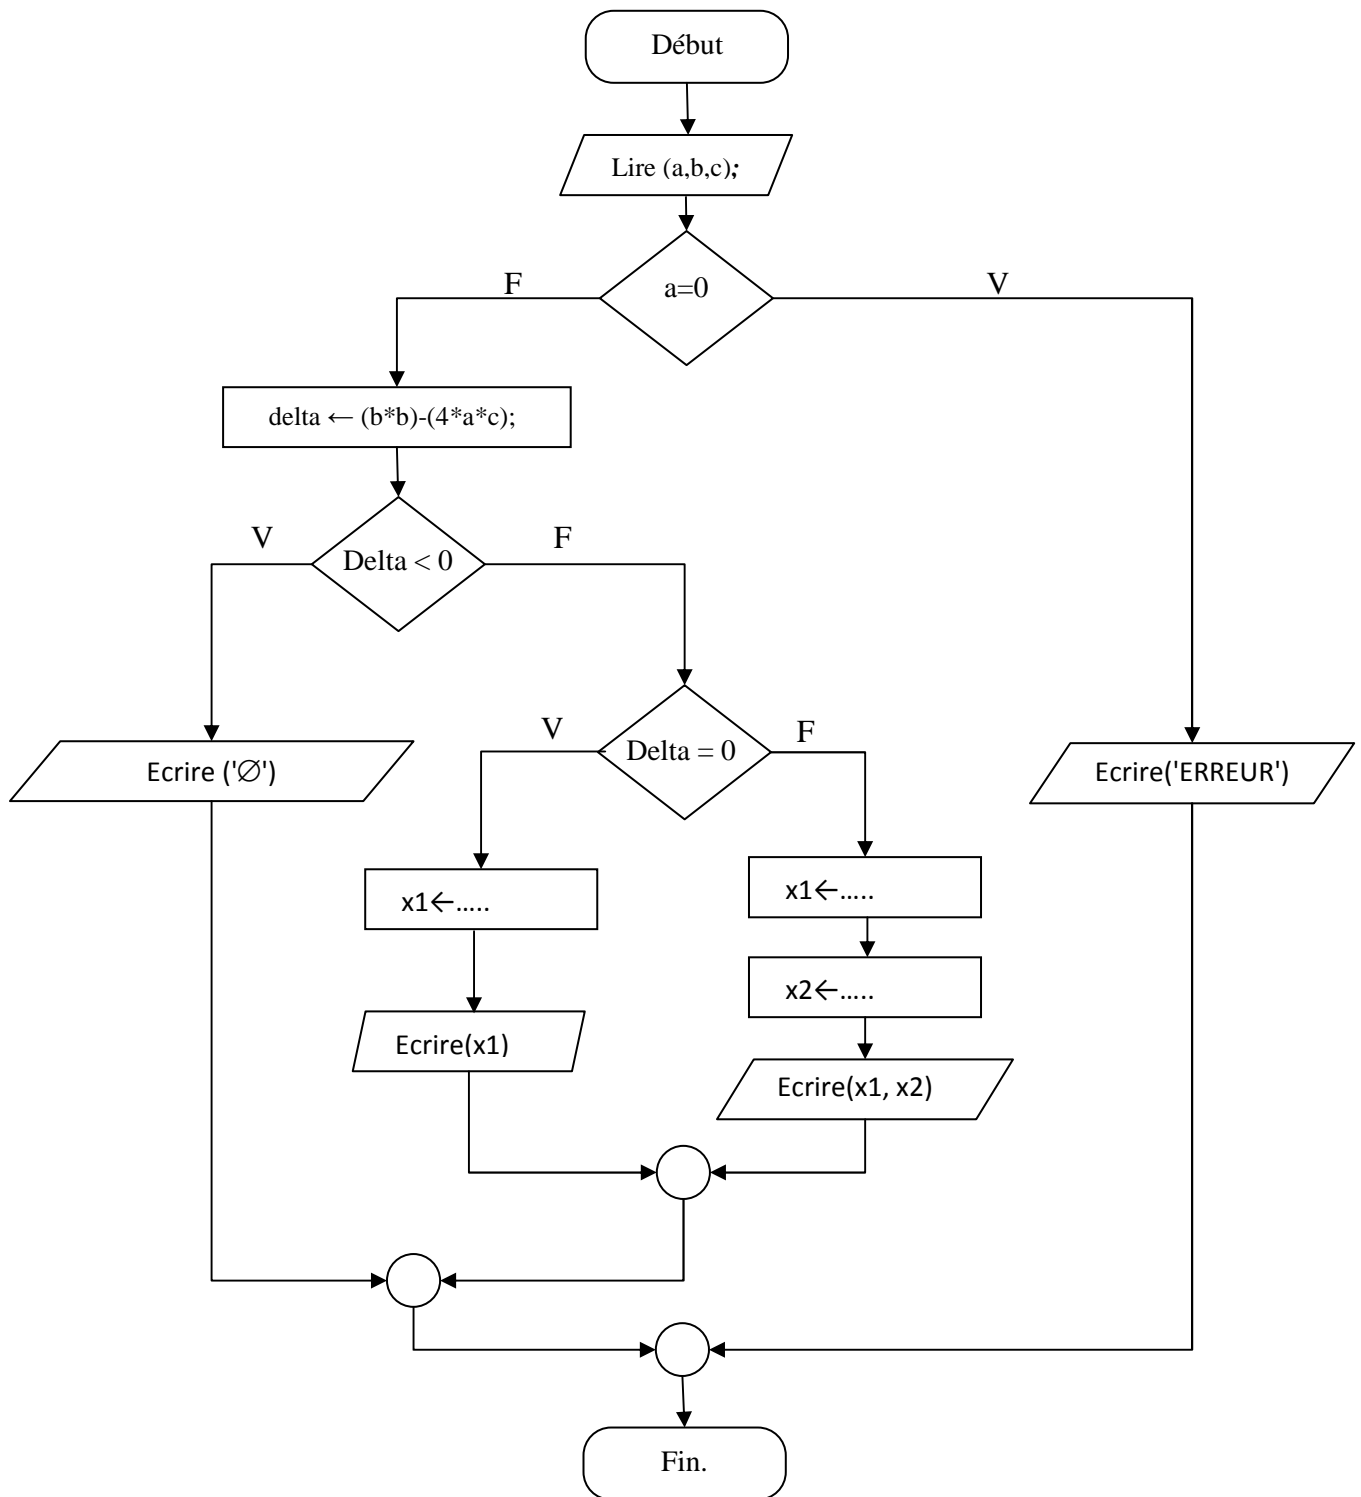 Début
Lire (a,b,c);
a=0
F
V
delta ← (b*b)-(4*a*c);
Delta < 0
V
F
Delta = 0
V
F
Ecrire ('∅')
Ecrire('ERREUR')
x1←.....
x1←.....
x2←.....
Ecrire(x1)
Ecrire(x1, x2)
Fin.